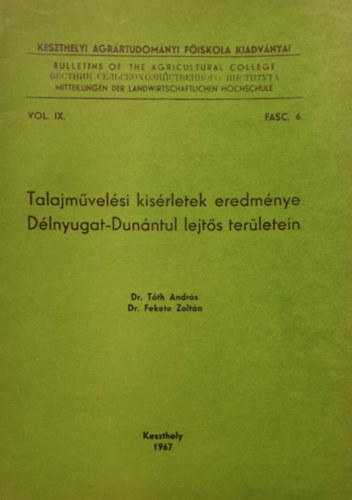 KESZTHELYI AGRÁRTUDOMÁNYI FŐISKOLA KIADVÁNYAI
BULLETINS OF THE AGRICULTURAL COLLEGE
ВЕСТНИК СЕЛЬСКОХОЗЯЙСТВЕННОГО ИНСТИТУТА
MITTEILUNGEN DER LANDWIRTSCHAFTLICHEN HOCHSCHULE
VOL. IX. FASC. 6.
Talajművelési kisérletek eredménye
Délnyugat-Dunántul lejtős területein
Dr. Tóth András
Dr. Fekete Zoltán
Keszthely
1967